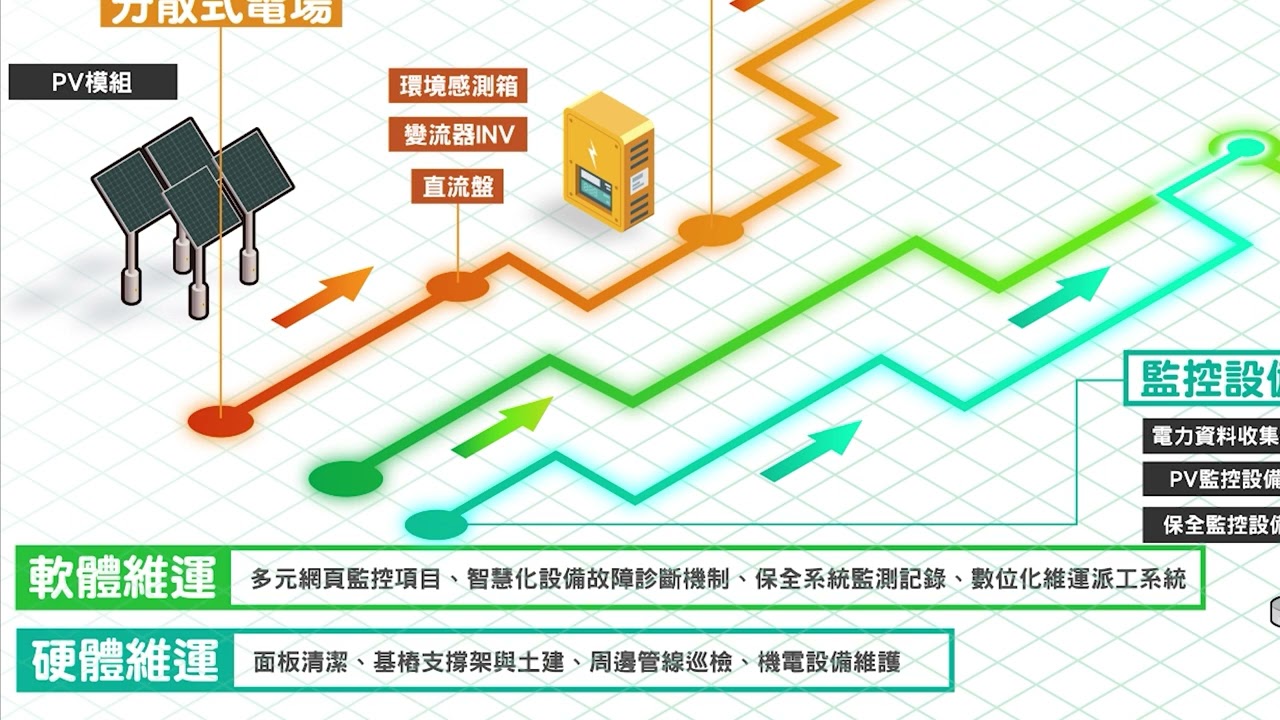 分散式電場
PV模組
環境感測箱
變流器INV
直流盤
監控設備
電力資料收集
PV監控設備
保全監控設備
軟體維運
多元網頁監控項目、智慧化設備故障診斷機制、保全系統監測記錄、數位化維運派工系統
硬體維運
面板清潔、基樁支撐架與土建、周邊管線巡檢、機電設備維護